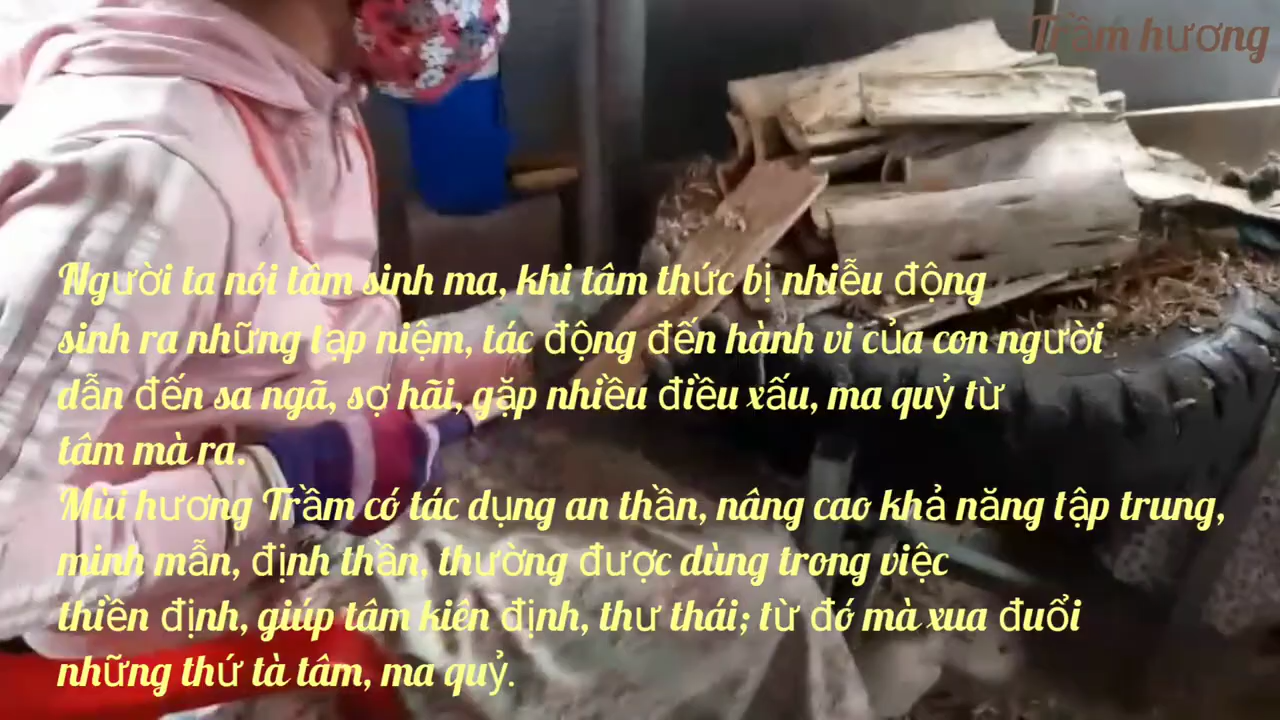 Trầm hương
Người ta nói tâm sinh ma, khi tâm thức bị nhiễu động
sinh ra những tạp niệm, tác động đến hành vi của con người
dẫn đến sa ngã, sợ hãi, gặp nhiều điều xấu, ma quỷ từ
tâm mà ra.
Mùi hương Trầm có tác dụng an thần, nâng cao khả năng tập trung,
minh mẫn, định thần, thường được dùng trong việc
thiền định, giúp tâm kiên định, thư thái; từ đó mà xua đuổi
những thứ tà tâm, ma quỷ.